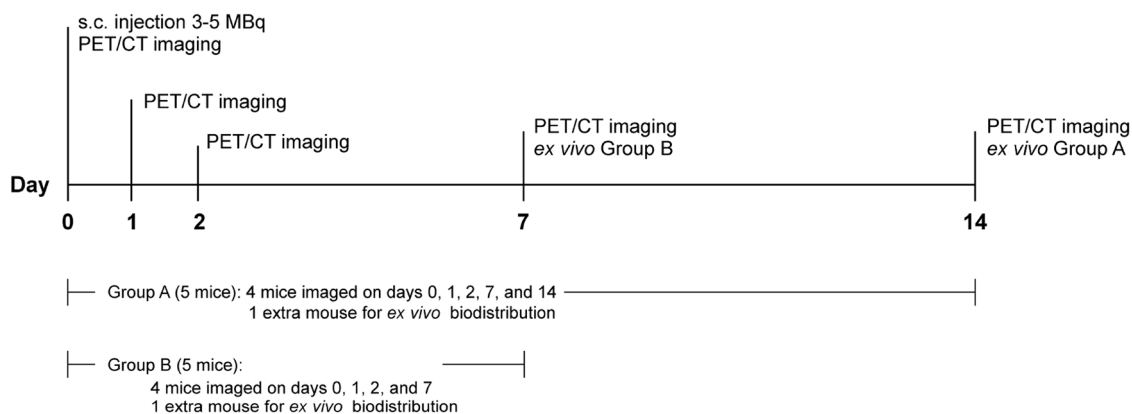 s.c. injection 3-5 MBq
PET/CT imaging
PET/CT imaging
PET/CT imaging
PET/CT imaging
ex vivo Group B
PET/CT imaging
ex vivo Group A
Day
0 1 2 7 14
Group A (5 mice): 4 mice imaged on days 0, 1, 2, 7, and 14
1 extra mouse for ex vivo biodistribution
Group B (5 mice):
4 mice imaged on days 0, 1, 2, and 7
1 extra mouse for ex vivo biodistribution